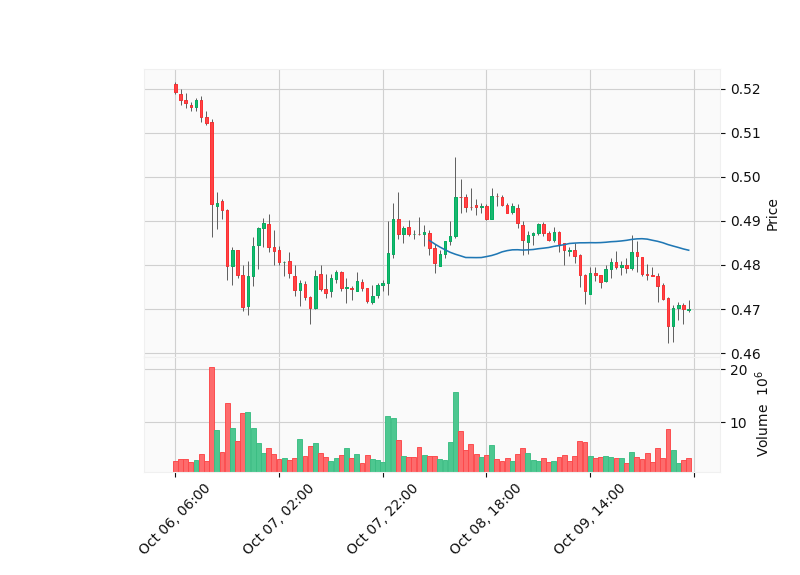 0.52
0.51
0.50
0.49
0.48
0.47
0.46
Price
20
10
Volume 10^6
Oct 06, 06:00
Oct 07, 02:00
Oct 07, 22:00
Oct 08, 18:00
Oct 09, 14:00